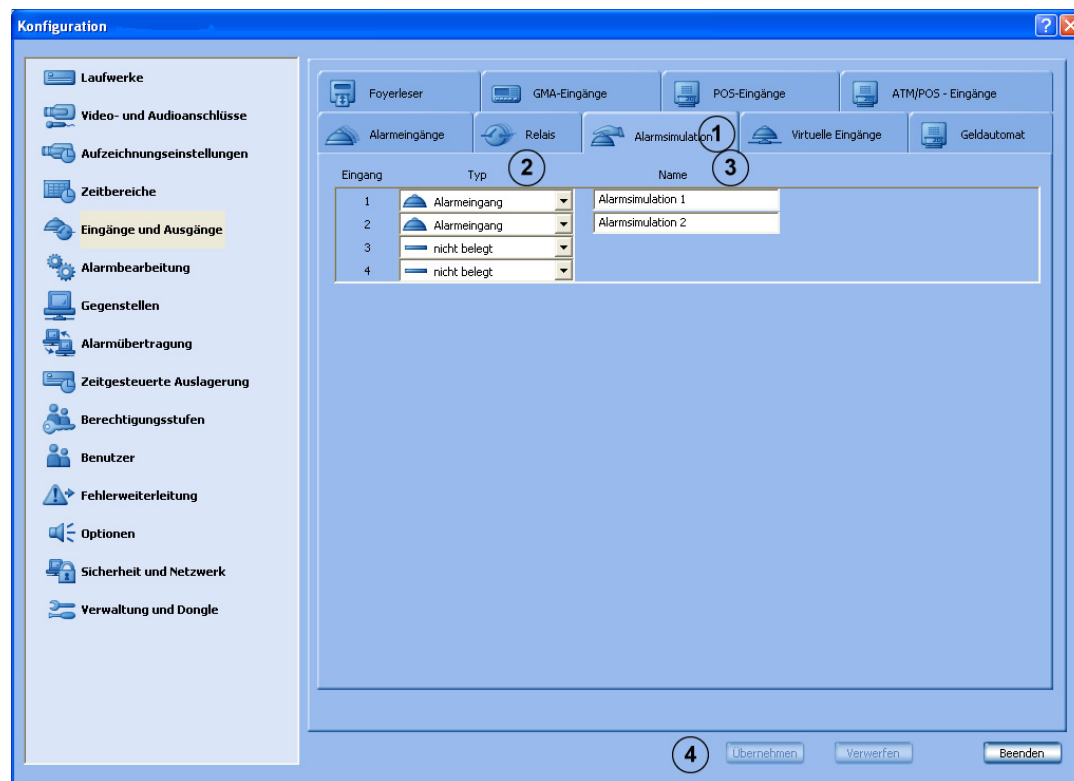 Konfiguration
Laufwerke
Video- und Audioanschlüsse
Aufzeichnungseinstellungen
Zeitbereiche
Eingänge und Ausgänge
Alarmbearbeitung
Gegenstellen
Alarmübertragung
Zeitgesteuerte Auslagerung
Berechtigungsstufen
Benutzer
Fehlerweiterleitung
Optionen
Sicherheit und Netzwerk
Verwaltung und Dongle
Foyerleser GMA-Eingänge POS-Eingänge ATM/POS - Eingänge
Alarmeingänge Relais Alarmsimulation 1 Virtuelle Eingänge Geldautomat
2 3
Eingang Typ Name
1 Alarmeingang Alarmsimulation 1
2 Alarmeingang Alarmsimulation 2
3 nicht belegt
4 nicht belegt
4 Übernehmen Verwerfen Beenden